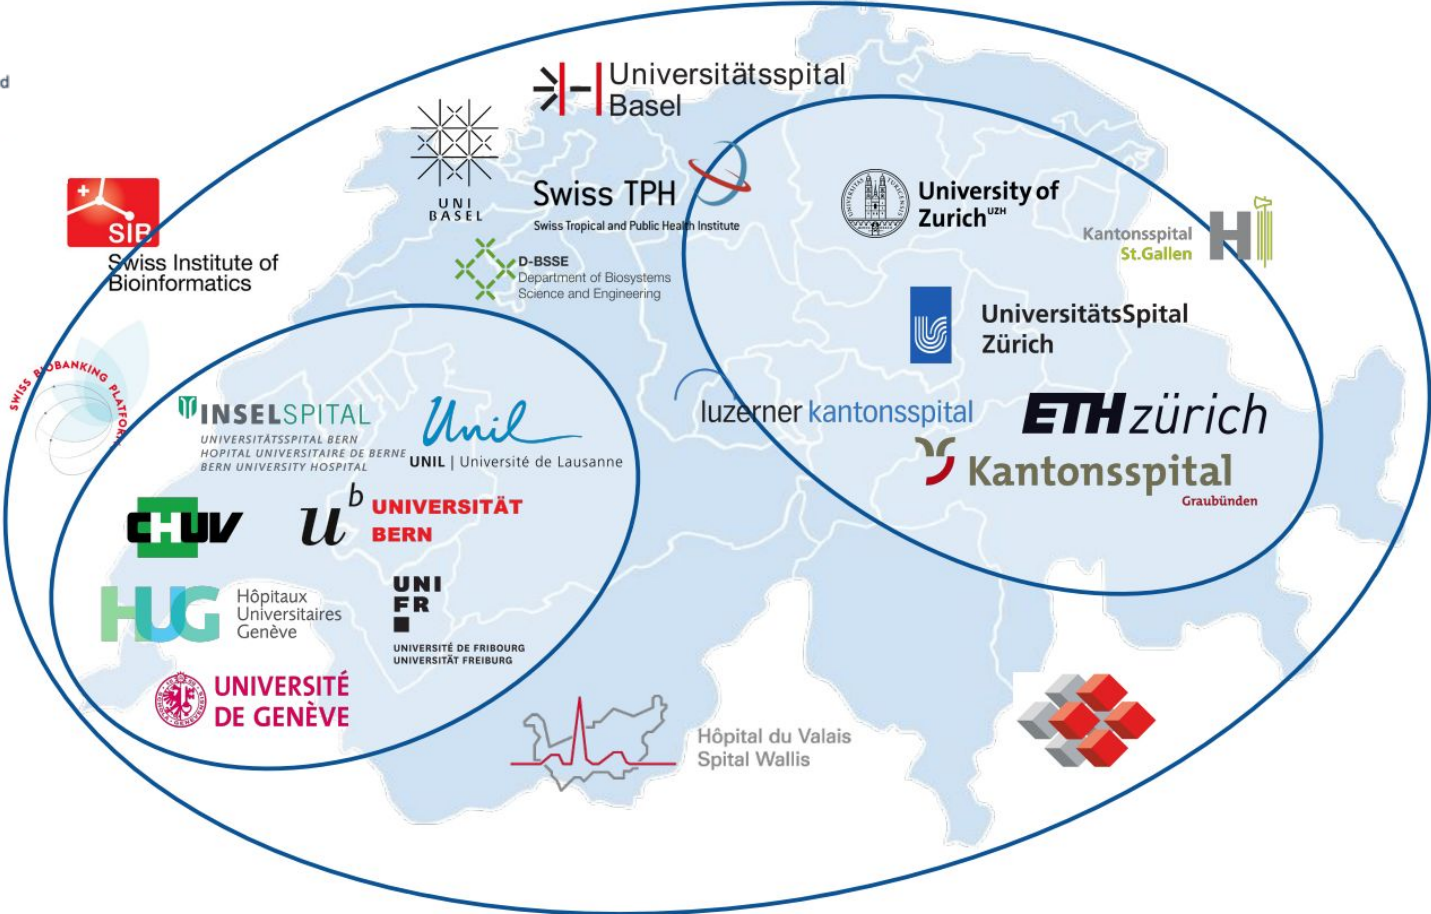 d
Universitätsspital
Basel
UNI
BASEL
Swiss TPH
Swiss Tropical and Public Health Institute
D-BSSE
Department of Biosystems
Science and Engineering
SIB
Swiss Institute of
Bioinformatics
University of
Zurich UZH
Kantonsspital
St.Gallen
H
UniversitätsSpital
Zürich
SWISS BIOBANKING PLATFORM
INSELSPITAL
UNIVERSITÄTSSPITAL BERN
HOPITAL UNIVERSITAIRE DE BERNE
BERN UNIVERSITY HOSPITAL
Unil
UNIL | Université de Lausanne
luzerner kantonsspital
ETH zürich
Kantonsspital
Graubünden
CHUV
u b
UNIVERSITÄT
BERN
HUG
Hôpitaux
Universitaires
Genève
UNI
FR
UNIVERSITÉ DE FRIBOURG
UNIVERSITÄT FREIBURG
UNIVERSITÉ
DE GENÈVE
Hôpital du Valais
Spital Wallis